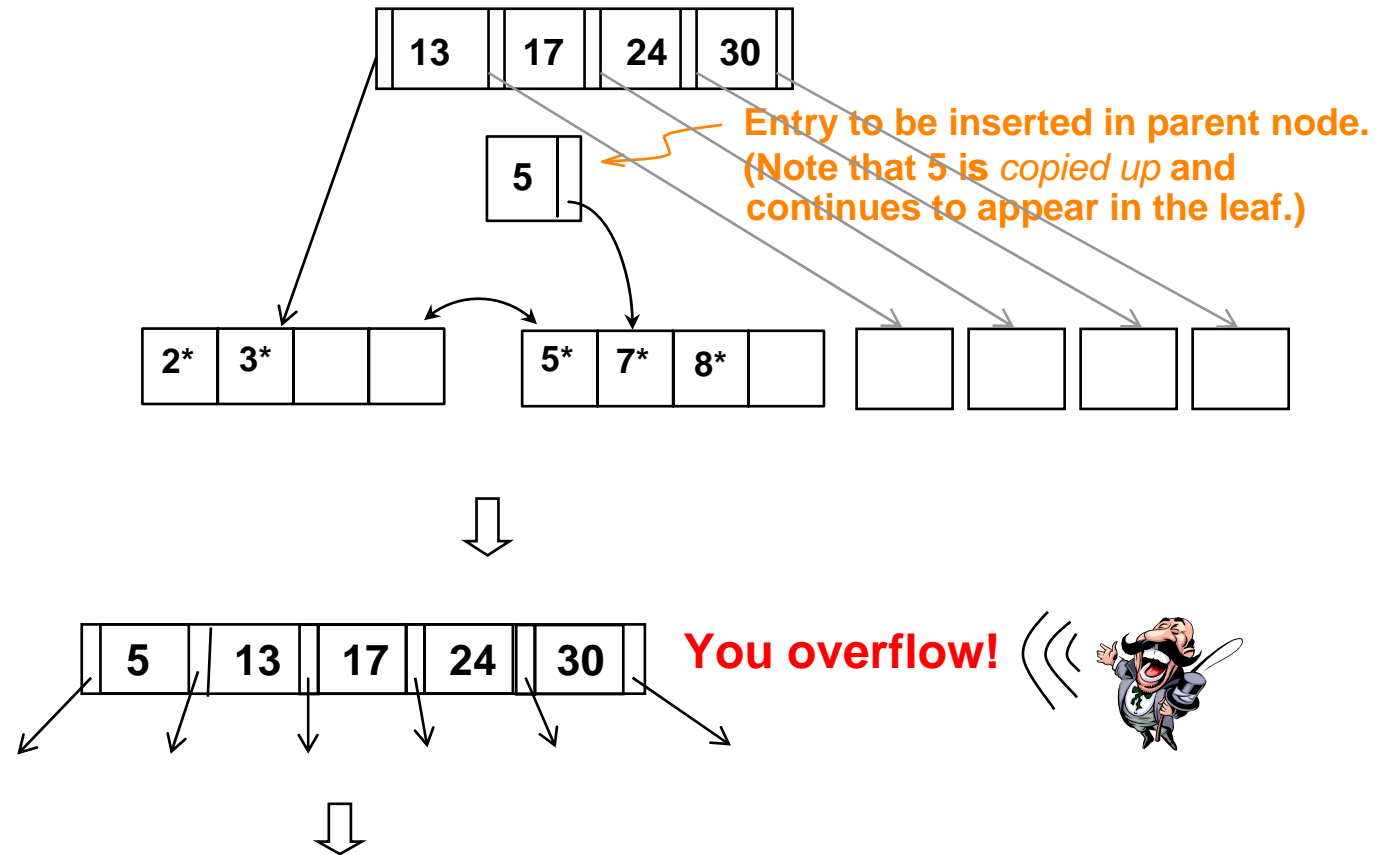 13 17 24 30
Entry to be inserted in parent node.
(Note that 5 is copied up and
continues to appear in the leaf.)
5
2* 3* 5* 7* 8*
5 13 17 24 30
You overflow!